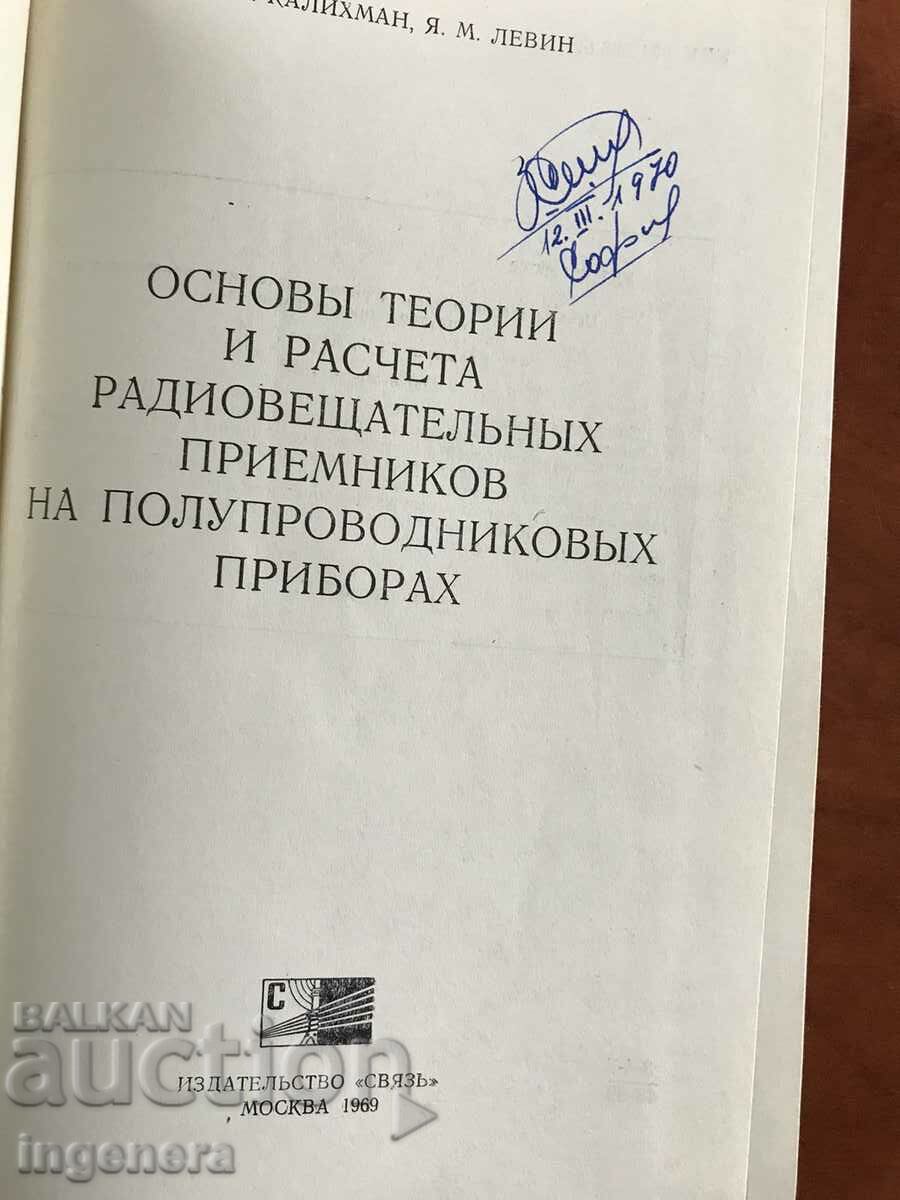 КАЛИХМАН, Я. М. ЛЕВИН
12. III. 1970
София
ОСНОВЫ ТЕОРИИ
И РАСЧЕТА
РАДИОВЕЩАТЕЛЬНЫХ
ПРИЕМНИКОВ
НА ПОЛУПРОВОДНИКОВЫХ
ПРИБОРАХ
С
BALKAN
auction
ИЗДАТЕЛЬСТВО «СВЯЗЬ»
МОСКВА 1969
ingenera